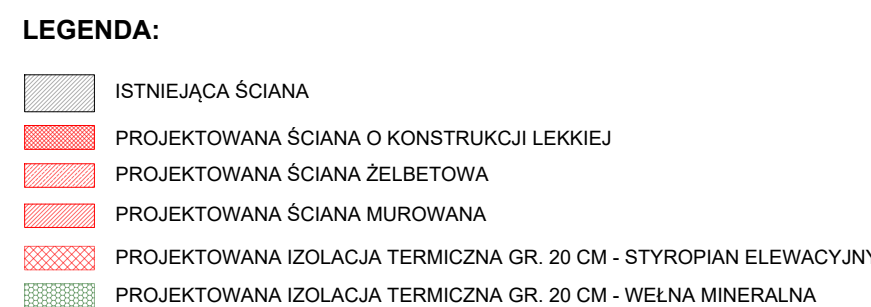 LEGENDA:
ISTNIEJĄCA ŚCIANA
PROJEKTOWANA ŚCIANA O KONSTRUKCJI LEKKIEJ
PROJEKTOWANA ŚCIANA ŻELBETOWA
PROJEKTOWANA ŚCIANA MUROWANA
PROJEKTOWANA IZOLACJA TERMICZNA GR. 20 CM - STYROPIAN ELEWACYJNY
PROJEKTOWANA IZOLACJA TERMICZNA GR. 20 CM - WEŁNA MINERALNA